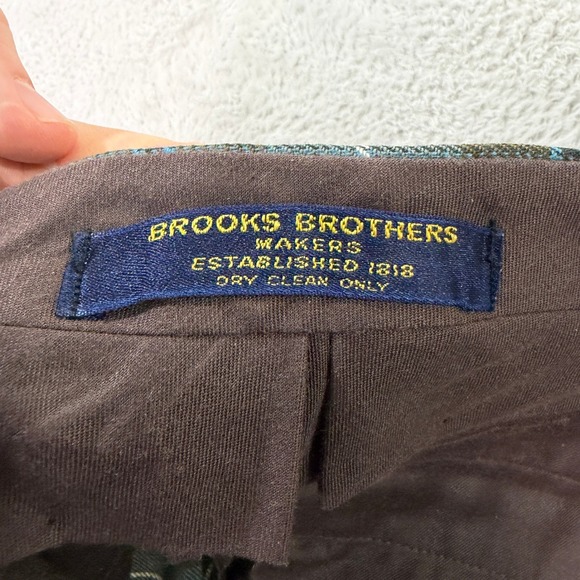 BROOKS BROTHERS
MAKERS
ESTABLISHED 1818
DRY CLEAN ONLY